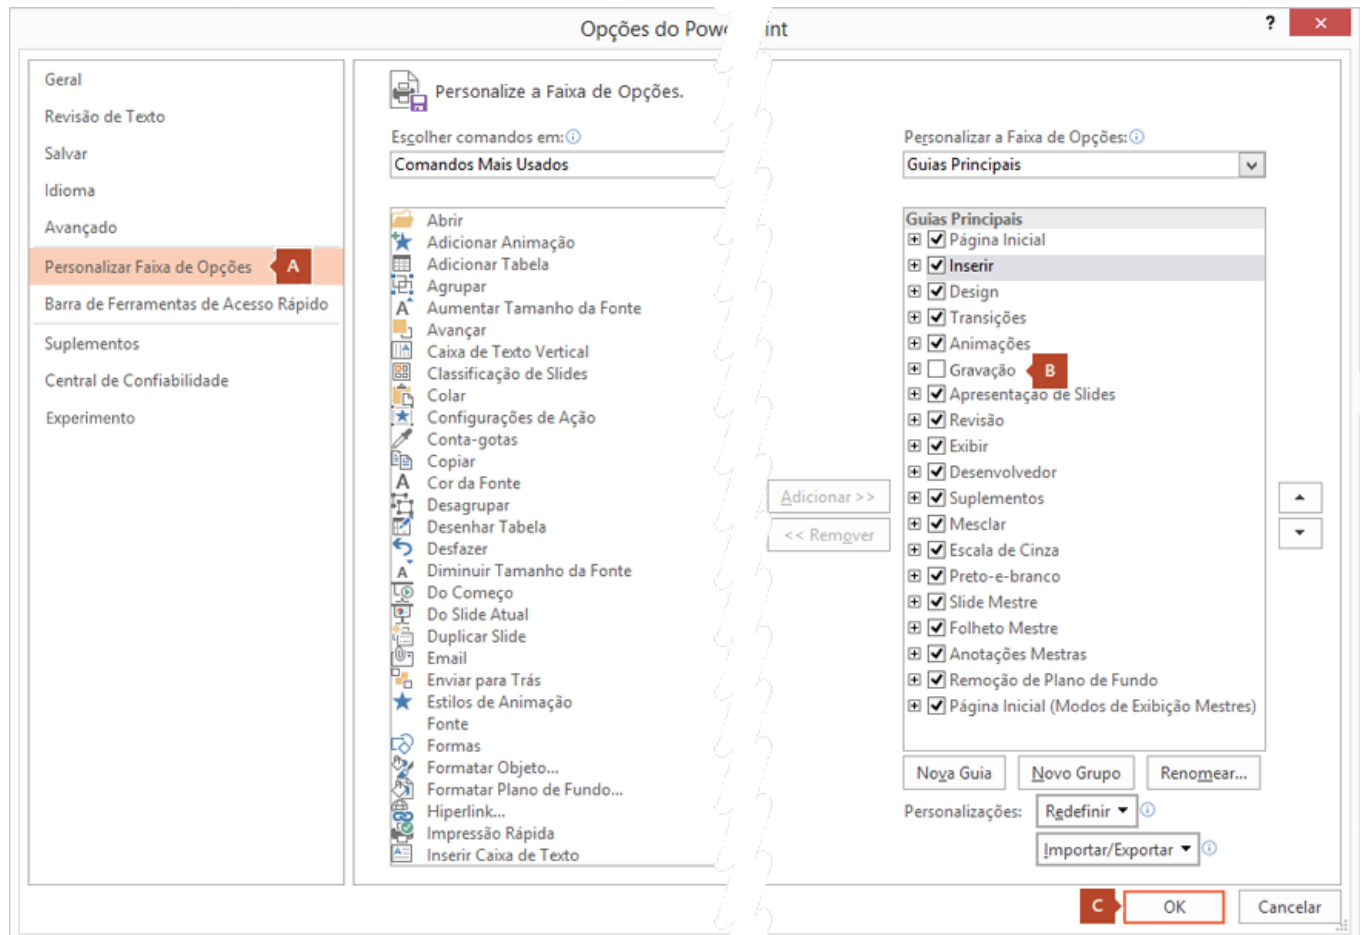 Opções do Powe int
?
Geral
Revisão de Texto
Salvar
Idioma
Avançado
Personalizar Faixa de Opções
A
Barra de Ferramentas de Acesso Rápido
Suplementos
Central de Confiabilidade
Experimento
Personalize a Faixa de Opções.
Escolher comandos em:
Comandos Mais Usados
Abrir
Adicionar Animação
Adicionar Tabela
Agrupar
Aumentar Tamanho da Fonte
Avançar
Caixa de Texto Vertical
Classificação de Slides
Colar
Configurações de Ação
Conta-gotas
Copiar
Cor da Fonte
Desagrupar
Desenhar Tabela
Desfazer
Diminuir Tamanho da Fonte
Do Começo
Do Slide Atual
Duplicar Slide
Email
Enviar para Trás
Estilos de Animação
Fonte
Formas
Formatar Objeto...
Formatar Plano de Fundo...
Hiperlink...
Impressão Rápida
Inserir Caixa de Texto
Adicionar >>
<< Remover
Personalizar a Faixa de Opções:
Guias Principais
Guias Principais
Página Inicial
Inserir
Design
Transições
Animações
Gravação
B
Apresentação de Slides
Revisão
Exibir
Desenvolvedor
Suplementos
Mesclar
Escala de Cinza
Preto-e-branco
Slide Mestre
Folheto Mestre
Anotações Mestras
Remoção de Plano de Fundo
Página Inicial (Modos de Exibição Mestres)
Nova Guia Novo Grupo Renomear...
Personalizações: Redefinir
Importar/Exportar
C
OK Cancelar